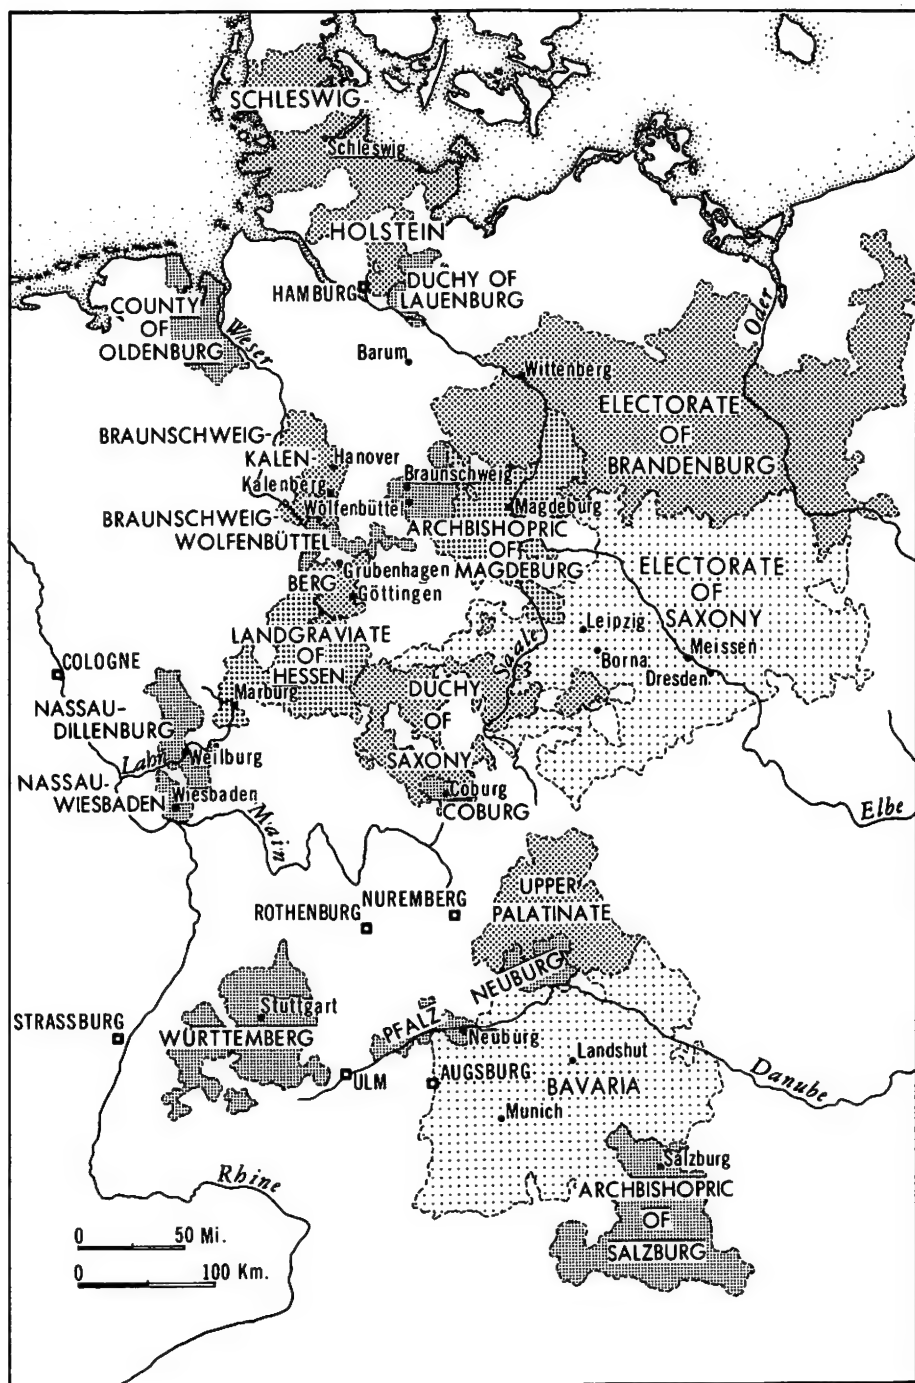 SCHLESWIG-
Schleswig
HOLSTEIN
HAMBURG
DUCHY OF
LAUENBURG
COUNTY
OF
OLDENBURG
Weser
Barum
Oder
Wittenberg
ELECTORATE
OF
BRANDENBURG
BRAUNSCHWEIG-
KALEN-
Hanover
Kalenberg
Braunschweig
Wolfenbüttel
Magdeburg
BRAUNSCHWEIG-
WOLFENBÜTTEL
ARCHBISHOPRIC
OF
MAGDEBURG
ELECTORATE
OF
SAXONY
BERG
Grubenhagen
Göttingen
LANDGRAVIATE
OF
HESSEN
Leipzig
Borna
Meissen
Dresden
Saale
COLOGNE
Marburg
DUCHY
OF
SAXONY
NASSAU-
DILLENBURG
Lahn
Weilburg
NASSAU-
WIESBADEN
Wiesbaden
Coburg
COBURG
Main
Elbe
UPPER
PALATINATE
NUREMBERG
ROTHENBURG
NEUBURG
PFALZ
Stuttgart
STRASSBURG
WÜRTTEMBERG
Neuburg
ULM
AUGSBURG
Landshut
BAVARIA
Danube
Munich
Salzburg
Rhine
ARCHBISHOPRIC
OF
SALZBURG
0 50 Mi.
0 100 Km.